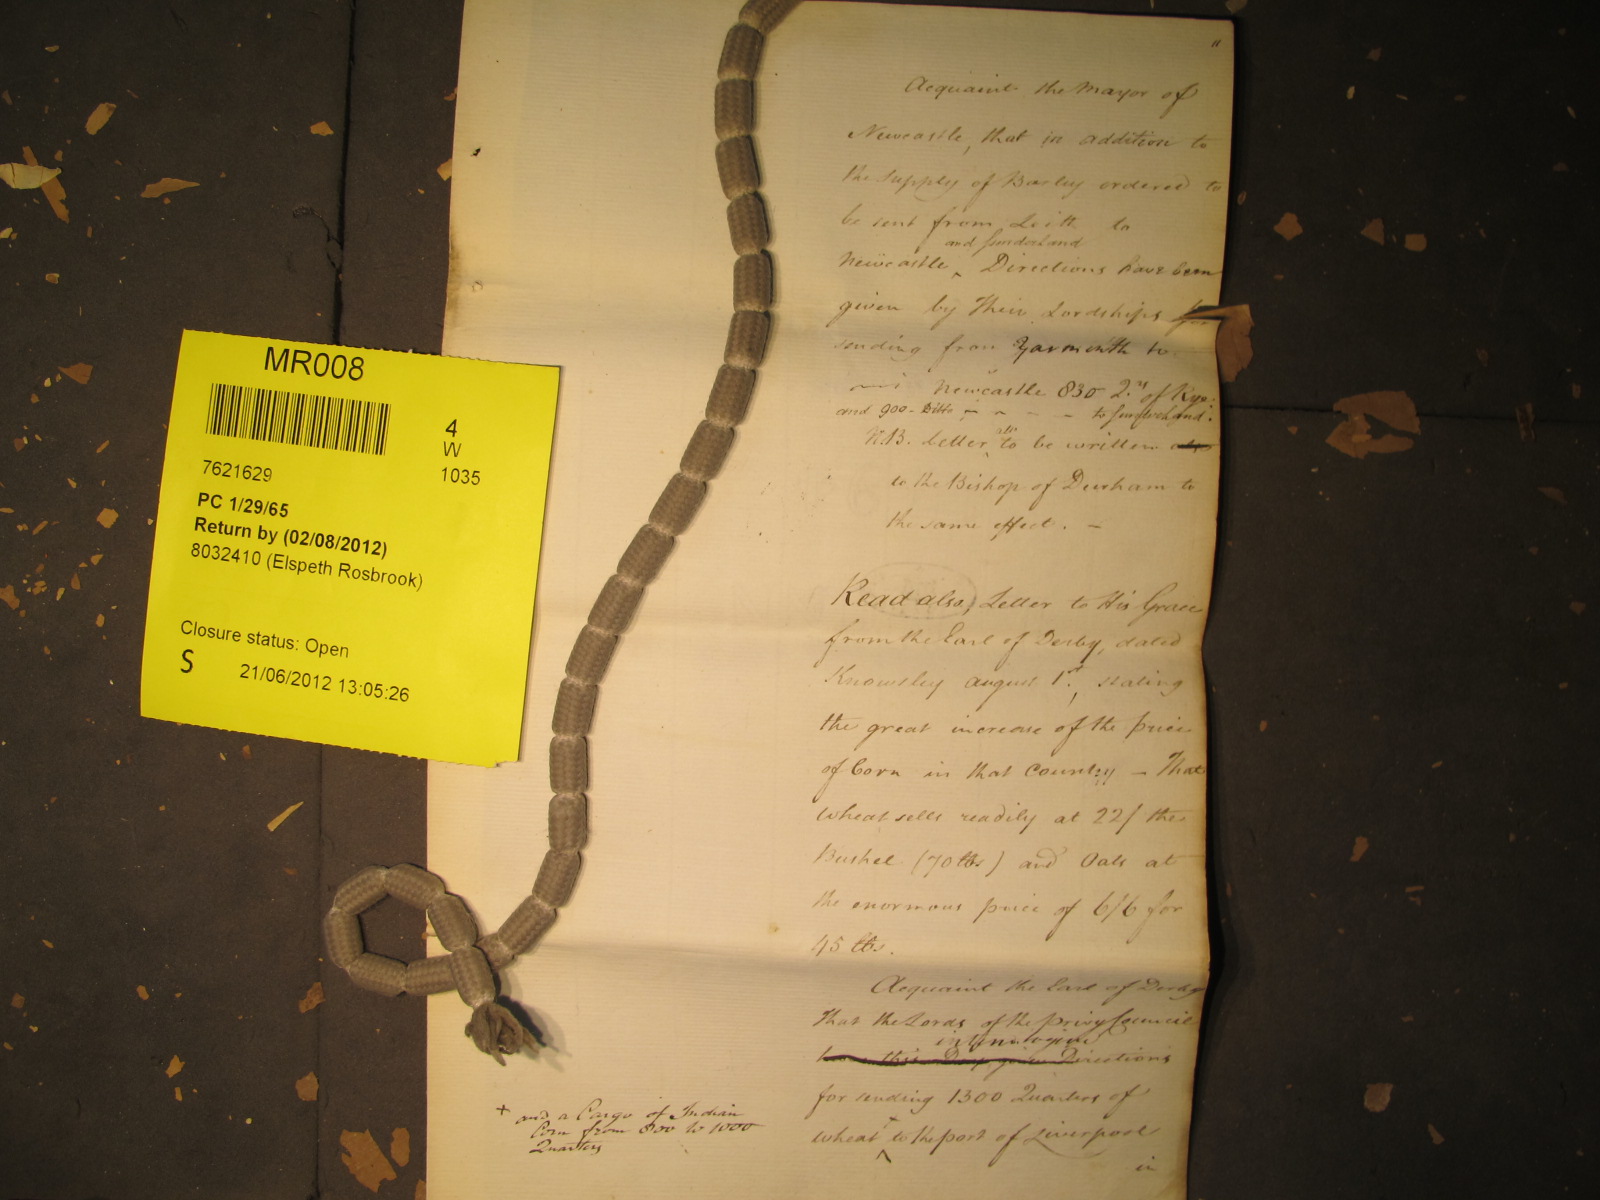 MR008
4
W
7621629
1035
PC 1/29/65
Return by (02/08/2012)
8032410 (Elspeth Rosbrook)
Closure status: Open
S
21/06/2012 13:05:26
11
Acquaint the Mayor of
Newcastle, that in addition to
the supply of Barley ordered to
be sent from Leith to
and Sunderland
Newcastle ^ Directions have been
given by Their Lordships for
sending from Yarmouth to
Newcastle 830 Qrs of Rye
and 900 Ditto - - - - to Sunderland.
N.B. Letter ^ to be written also
to the Bishop of Durham to
the same effect. -
Read also, Letter to His Grace
from the Earl of Derby, dated
Knowsley August 1st, stating
the great increase of the price
of Corn in that Country - That
wheat sells readily at 22/ the
Bushel (70 lbs) and Oats at
the enormous price of 6/6 for
45 lbs.
Acquaint the Earl of Derby
That the Lords of the Privy Council
have this Day given Directions
for sending 1300 Quarters of
wheat + ^ to the port of Liverpool
in
+ and a Cargo of Indian
Corn from 800 to 1000
Quarters